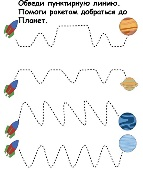 Обведи пунктирную линию.
Помоги ракетам добраться до
Планет.